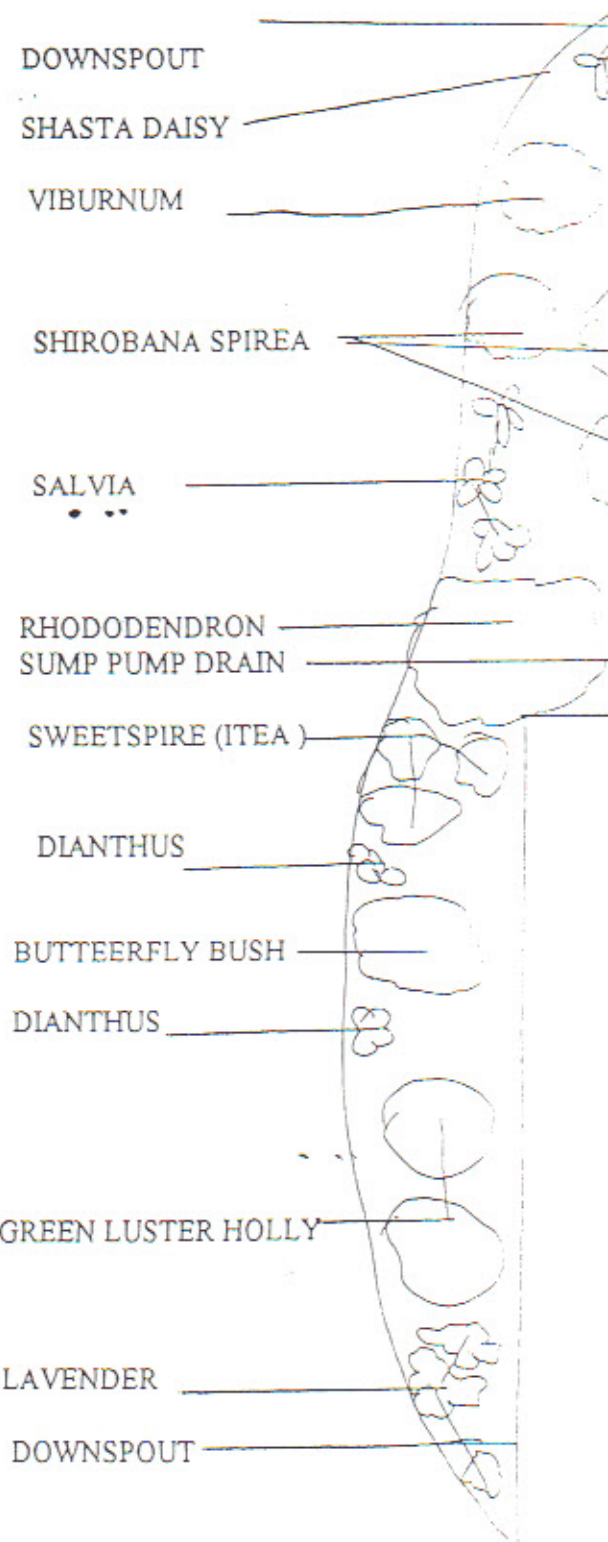 DOWNSPOUT
SHASTA DAISY
VIBURNUM
SHIROBANA SPIREA
SALVIA
RHODODENDRON
SUMP PUMP DRAIN
SWEETSPIRE (ITEA )
DIANTHUS
BUTTEERFLY BUSH
DIANTHUS
GREEN LUSTER HOLLY
LAVENDER
DOWNSPOUT